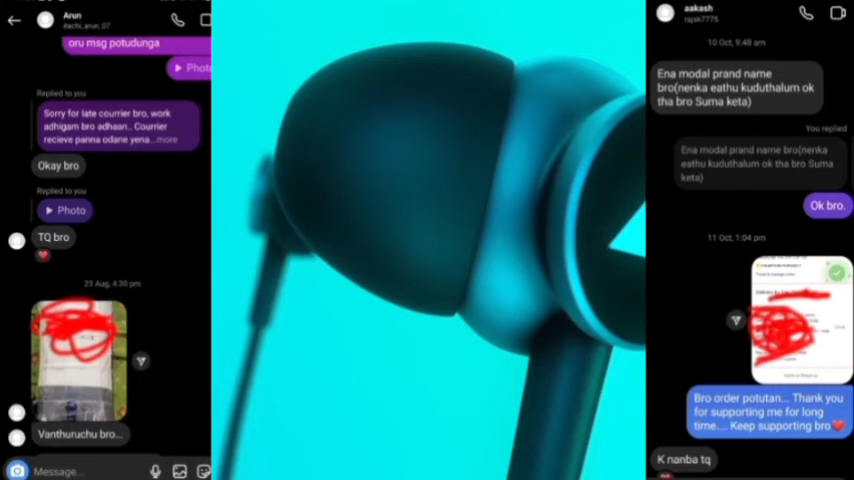 Arun
itachi_arun_07
oru msg potudunga
Photo
Replied to you
Sorry for late courrier bro, work
adhigam bro adhaan.. Courrier
recieve panna odane yena...more
Okay bro
Replied to you
Photo
TQ bro
23 Aug, 4:30 pm
Vanthuruchu bro...
Message...
aakash
rajsk7775
10 Oct, 9:48 am
Ena modal prand name
bro(nenka eathu kuduthalum ok
tha bro Suma keta)
You replied
Ena modal prand name bro(nenka
eathu kuduthalum ok tha bro Suma
keta)
Ok bro.
11 Oct, 1:04 pm
Bro order potutan... Thank you
for supporting me for long
time.... Keep supporting bro❤️
K nanba tq